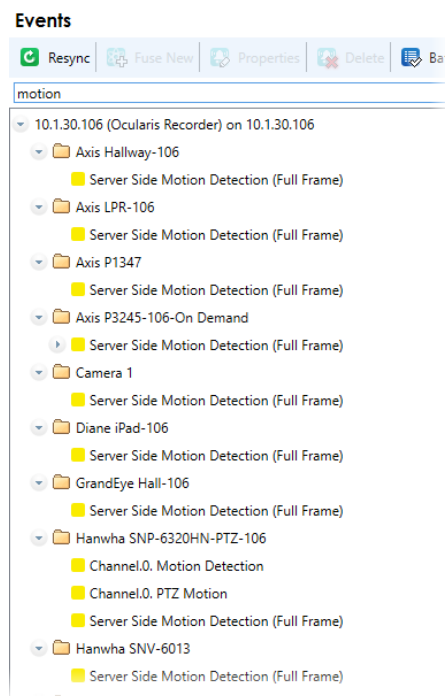 Events
Resync Fuse New Properties Delete Ba
motion
10.1.30.106 (Ocularis Recorder) on 10.1.30.106
Axis Hallway-106
Server Side Motion Detection (Full Frame)
Axis LPR-106
Server Side Motion Detection (Full Frame)
Axis P1347
Server Side Motion Detection (Full Frame)
Axis P3245-106-On Demand
Server Side Motion Detection (Full Frame)
Camera 1
Server Side Motion Detection (Full Frame)
Diane iPad-106
Server Side Motion Detection (Full Frame)
GrandEye Hall-106
Server Side Motion Detection (Full Frame)
Hanwha SNP-6320HN-PTZ-106
Channel.0. Motion Detection
Channel.0. PTZ Motion
Server Side Motion Detection (Full Frame)
Hanwha SNV-6013
Server Side Motion Detection (Full Frame)